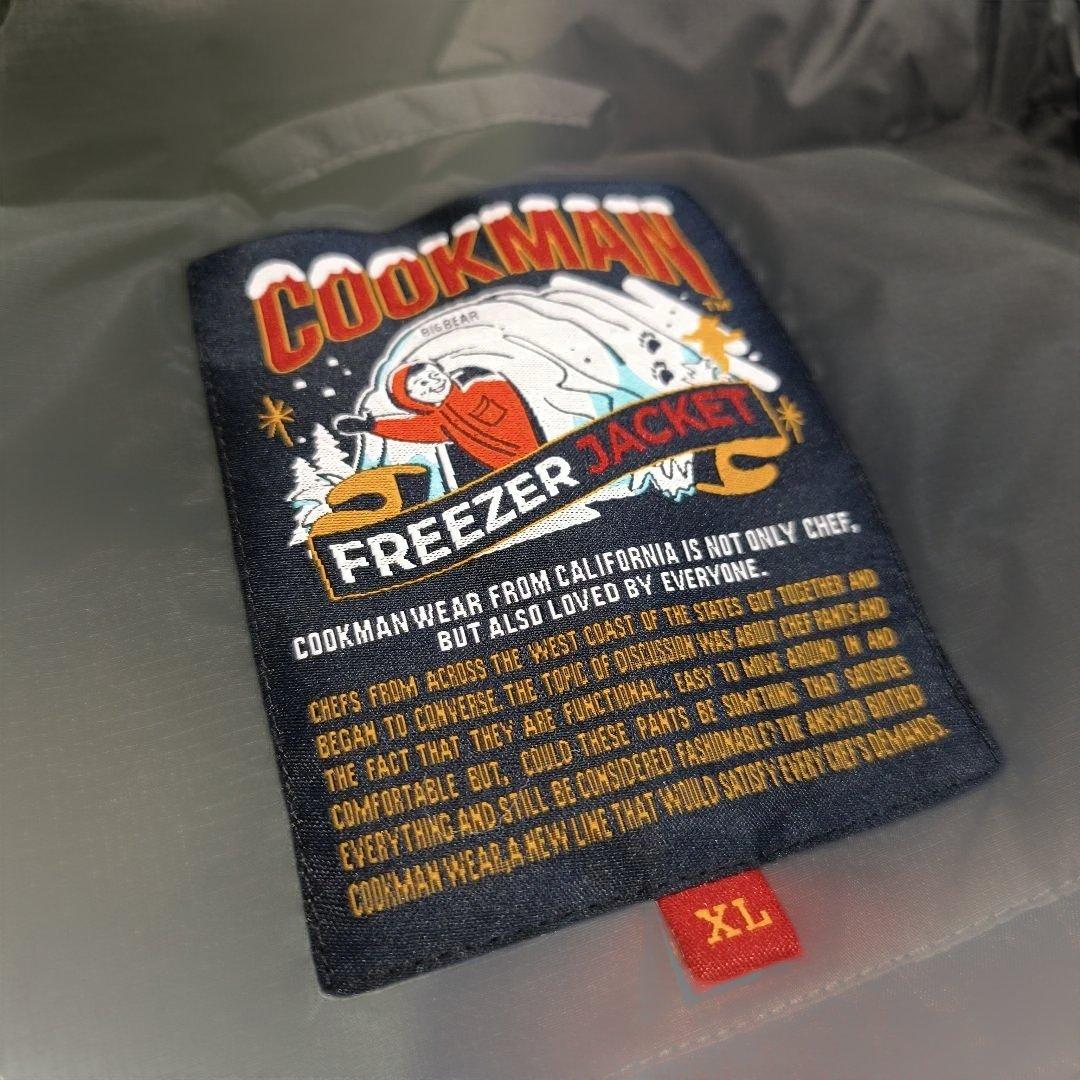 COOKMAN
TM
BIG BEAR
FREEZER JACKET
COOKMAN WEAR FROM CALIFORNIA IS NOT ONLY CHEF,
BUT ALSO LOVED BY EVERYONE.
CHEFS FROM ACROSS THE WEST COAST OF THE STATES GOT TOGETHER AND
BEGAN TO CONVERSE. THE TOPIC OF DISCUSSION WAS ABOUT CHEF PANTS AND
THE FACT THAT THEY ARE FUNCTIONAL, EASY TO MOVE AROUND IN AND
COMFORTABLE BUT, COULD THESE PANTS BE SOMETHING THAT SATISFIES
EVERYTHING AND STILL BE CONSIDERED FASHIONABLE? THE ANSWER BIRTHED
COOKMAN WEAR, A NEW LINE THAT WOULD SATISFY EVERY CHEF'S DEMANDS.
XL